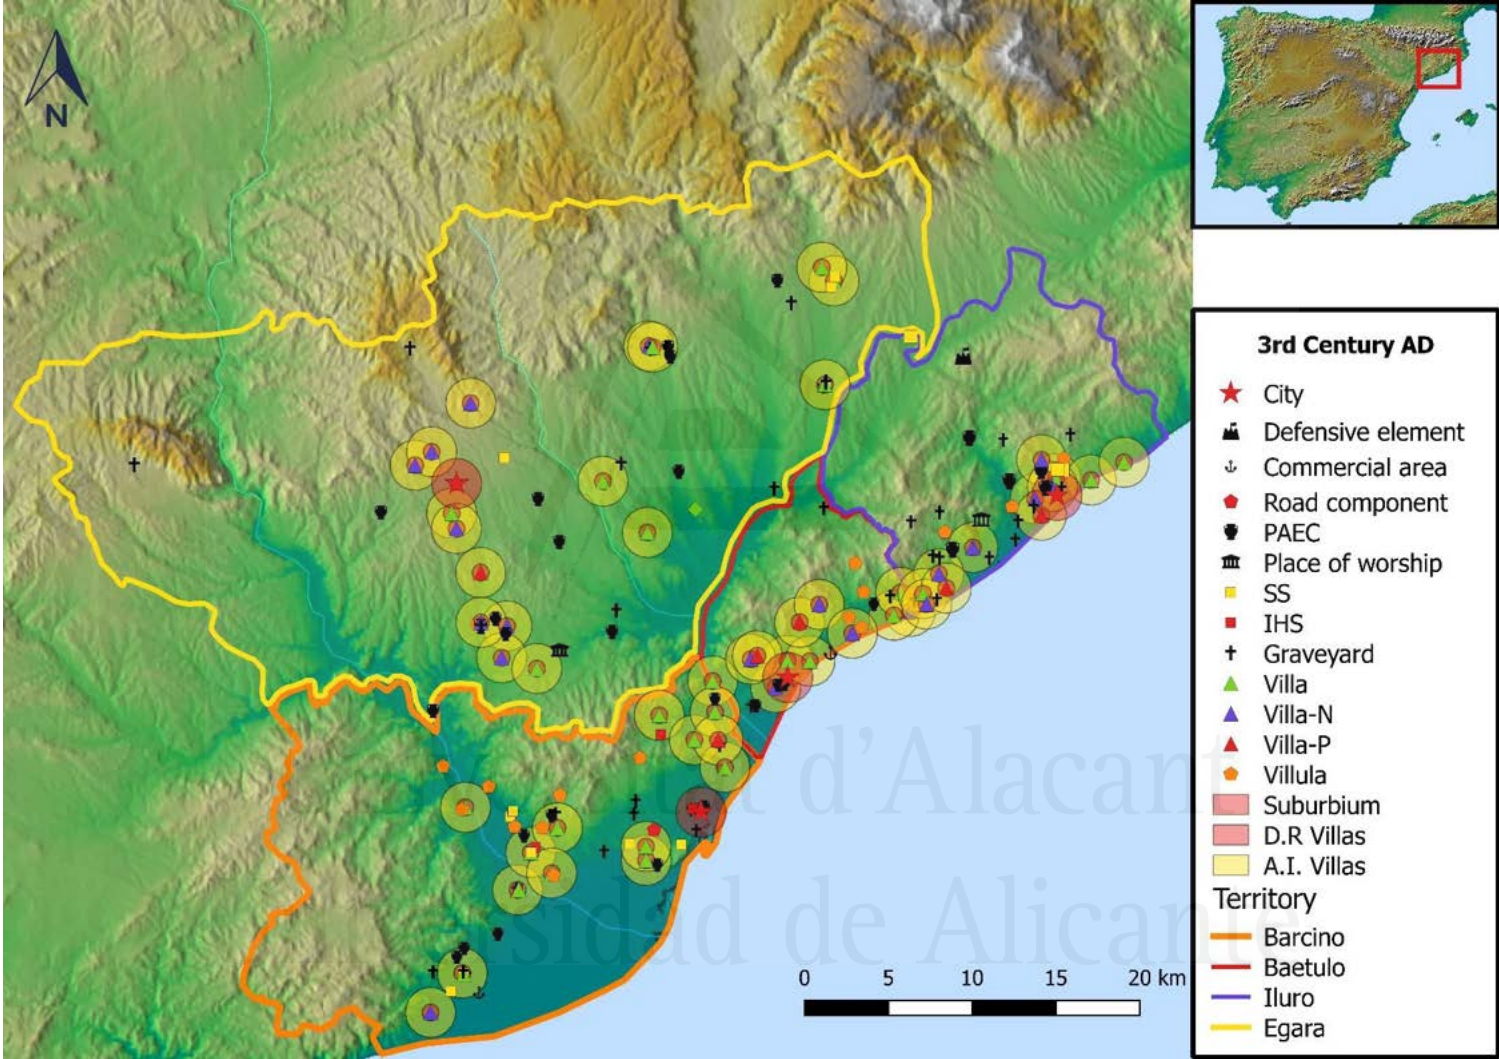 N
3rd Century AD
City
Defensive element
Commercial area
Road component
PAEC
Place of worship
SS
IHS
Graveyard
Villa
Villa-N
Villa-P
Villula
Suburbium
D.R Villas
A.I. Villas
Territory
Barcino
Baetulo
Iluro
Egara
0 5 10 15 20 km
d'Alacant
de Alicante